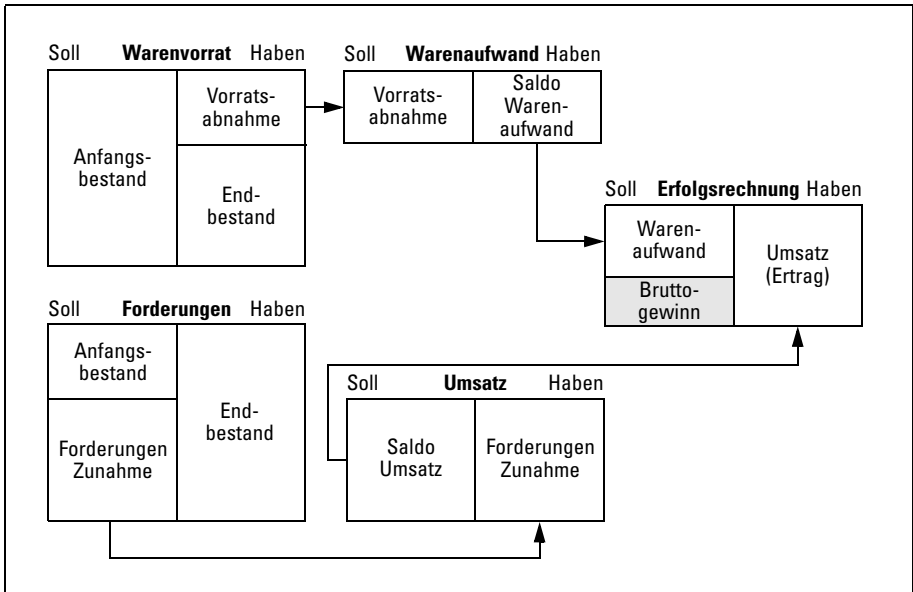 Soll Warenvorrat Haben
Anfangs-
bestand
Vorrats-
abnahme
End-
bestand
Soll Warenaufwand Haben
Vorrats-
abnahme
Saldo
Waren-
aufwand
Soll Erfolgsrechnung Haben
Waren-
aufwand
Brutto-
gewinn
Umsatz
(Ertrag)
Soll Forderungen Haben
Anfangs-
bestand
Forderungen
Zunahme
End-
bestand
Soll Umsatz Haben
Saldo
Umsatz
Forderungen
Zunahme